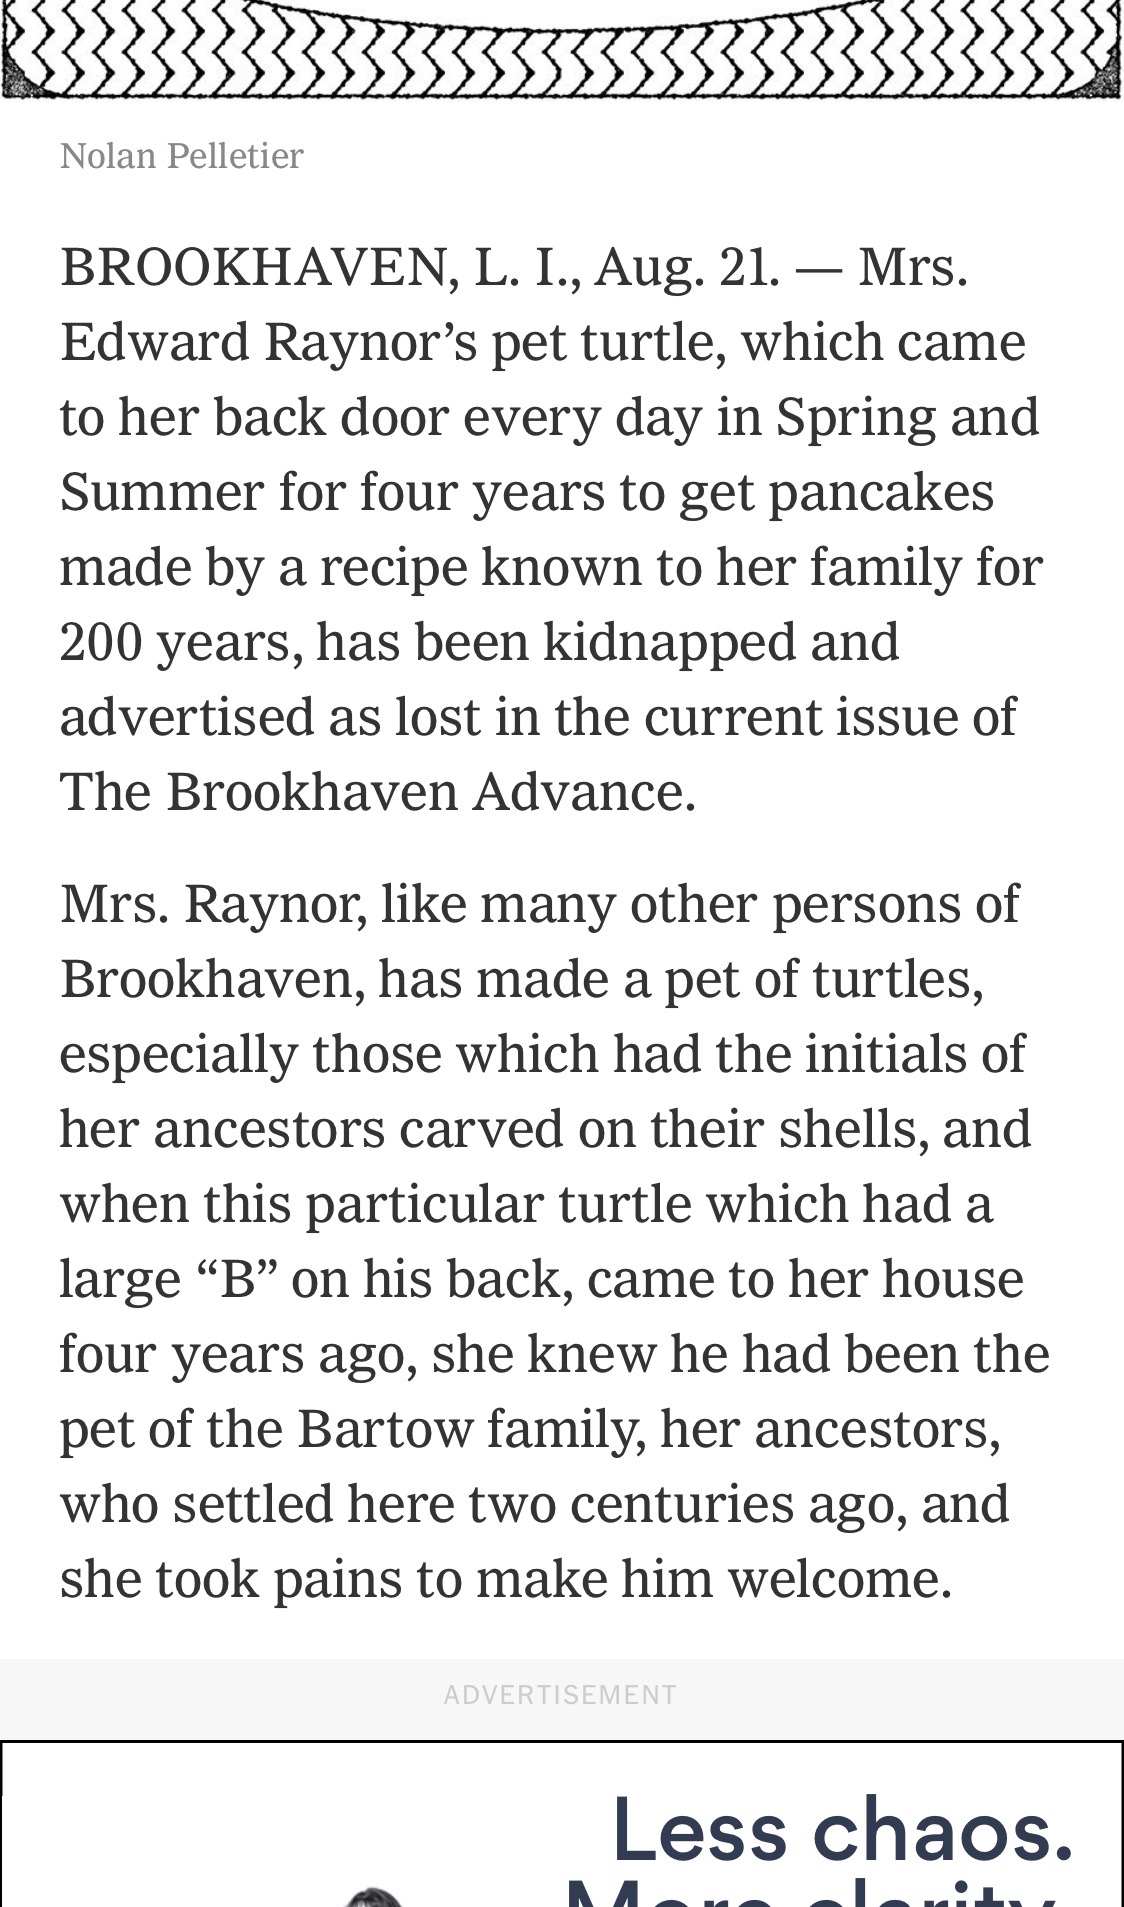 Nolan Pelletier
BROOKHAVEN, L. I., Aug. 21. — Mrs.
Edward Raynor’s pet turtle, which came
to her back door every day in Spring and
Summer for four years to get pancakes
made by a recipe known to her family for
200 years, has been kidnapped and
advertised as lost in the current issue of
The Brookhaven Advance.
Mrs. Raynor, like many other persons of
Brookhaven, has made a pet of turtles,
especially those which had the initials of
her ancestors carved on their shells, and
when this particular turtle which had a
large “B” on his back, came to her house
four years ago, she knew he had been the
pet of the Bartow family, her ancestors,
who settled here two centuries ago, and
she took pains to make him welcome.
ADVERTISEMENT
Less chaos.
More clarity.